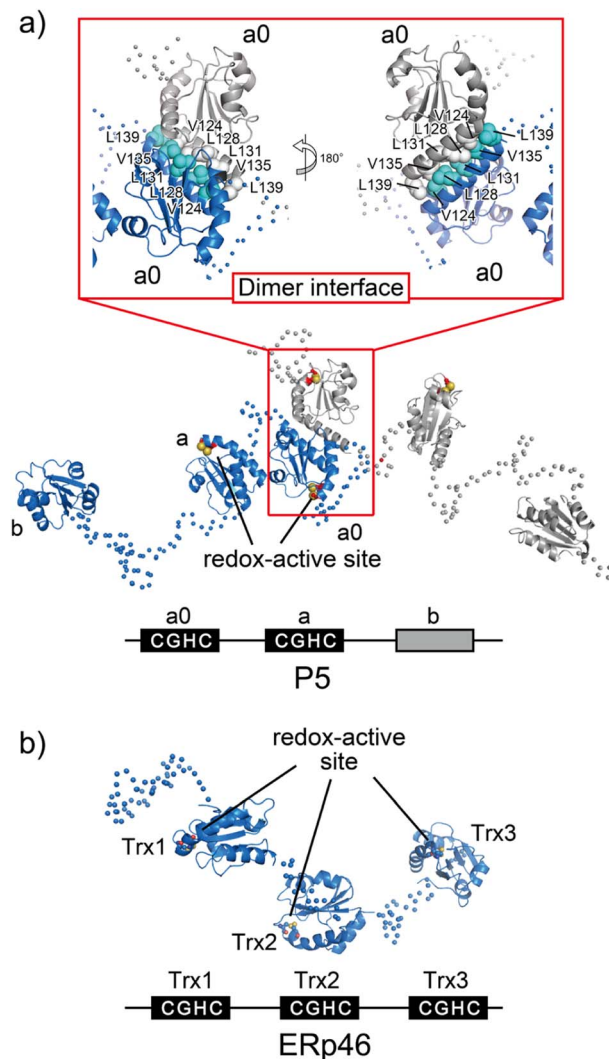 a)
a0
a0
V124
L128
L131
V135
L139
L139
V135
L131
L128
V124
180°
V124
L128
L131
V135
L139
L139
V135
L131
L128
V124
a0
a0
Dimer interface
a
b
a0
redox-active site
a0
a
b
CGHC
CGHC
P5
b)
redox-active
site
Trx1
Trx3
Trx2
Trx1
Trx2
Trx3
CGHC
CGHC
CGHC
ERp46